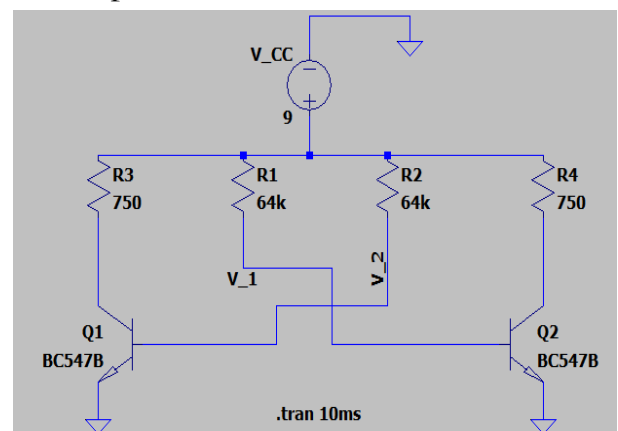 V_CC
9
R3
750
R1
64k
R2
64k
R4
750
V_1
V_2
Q1
BC547B
Q2
BC547B
.tran 10ms